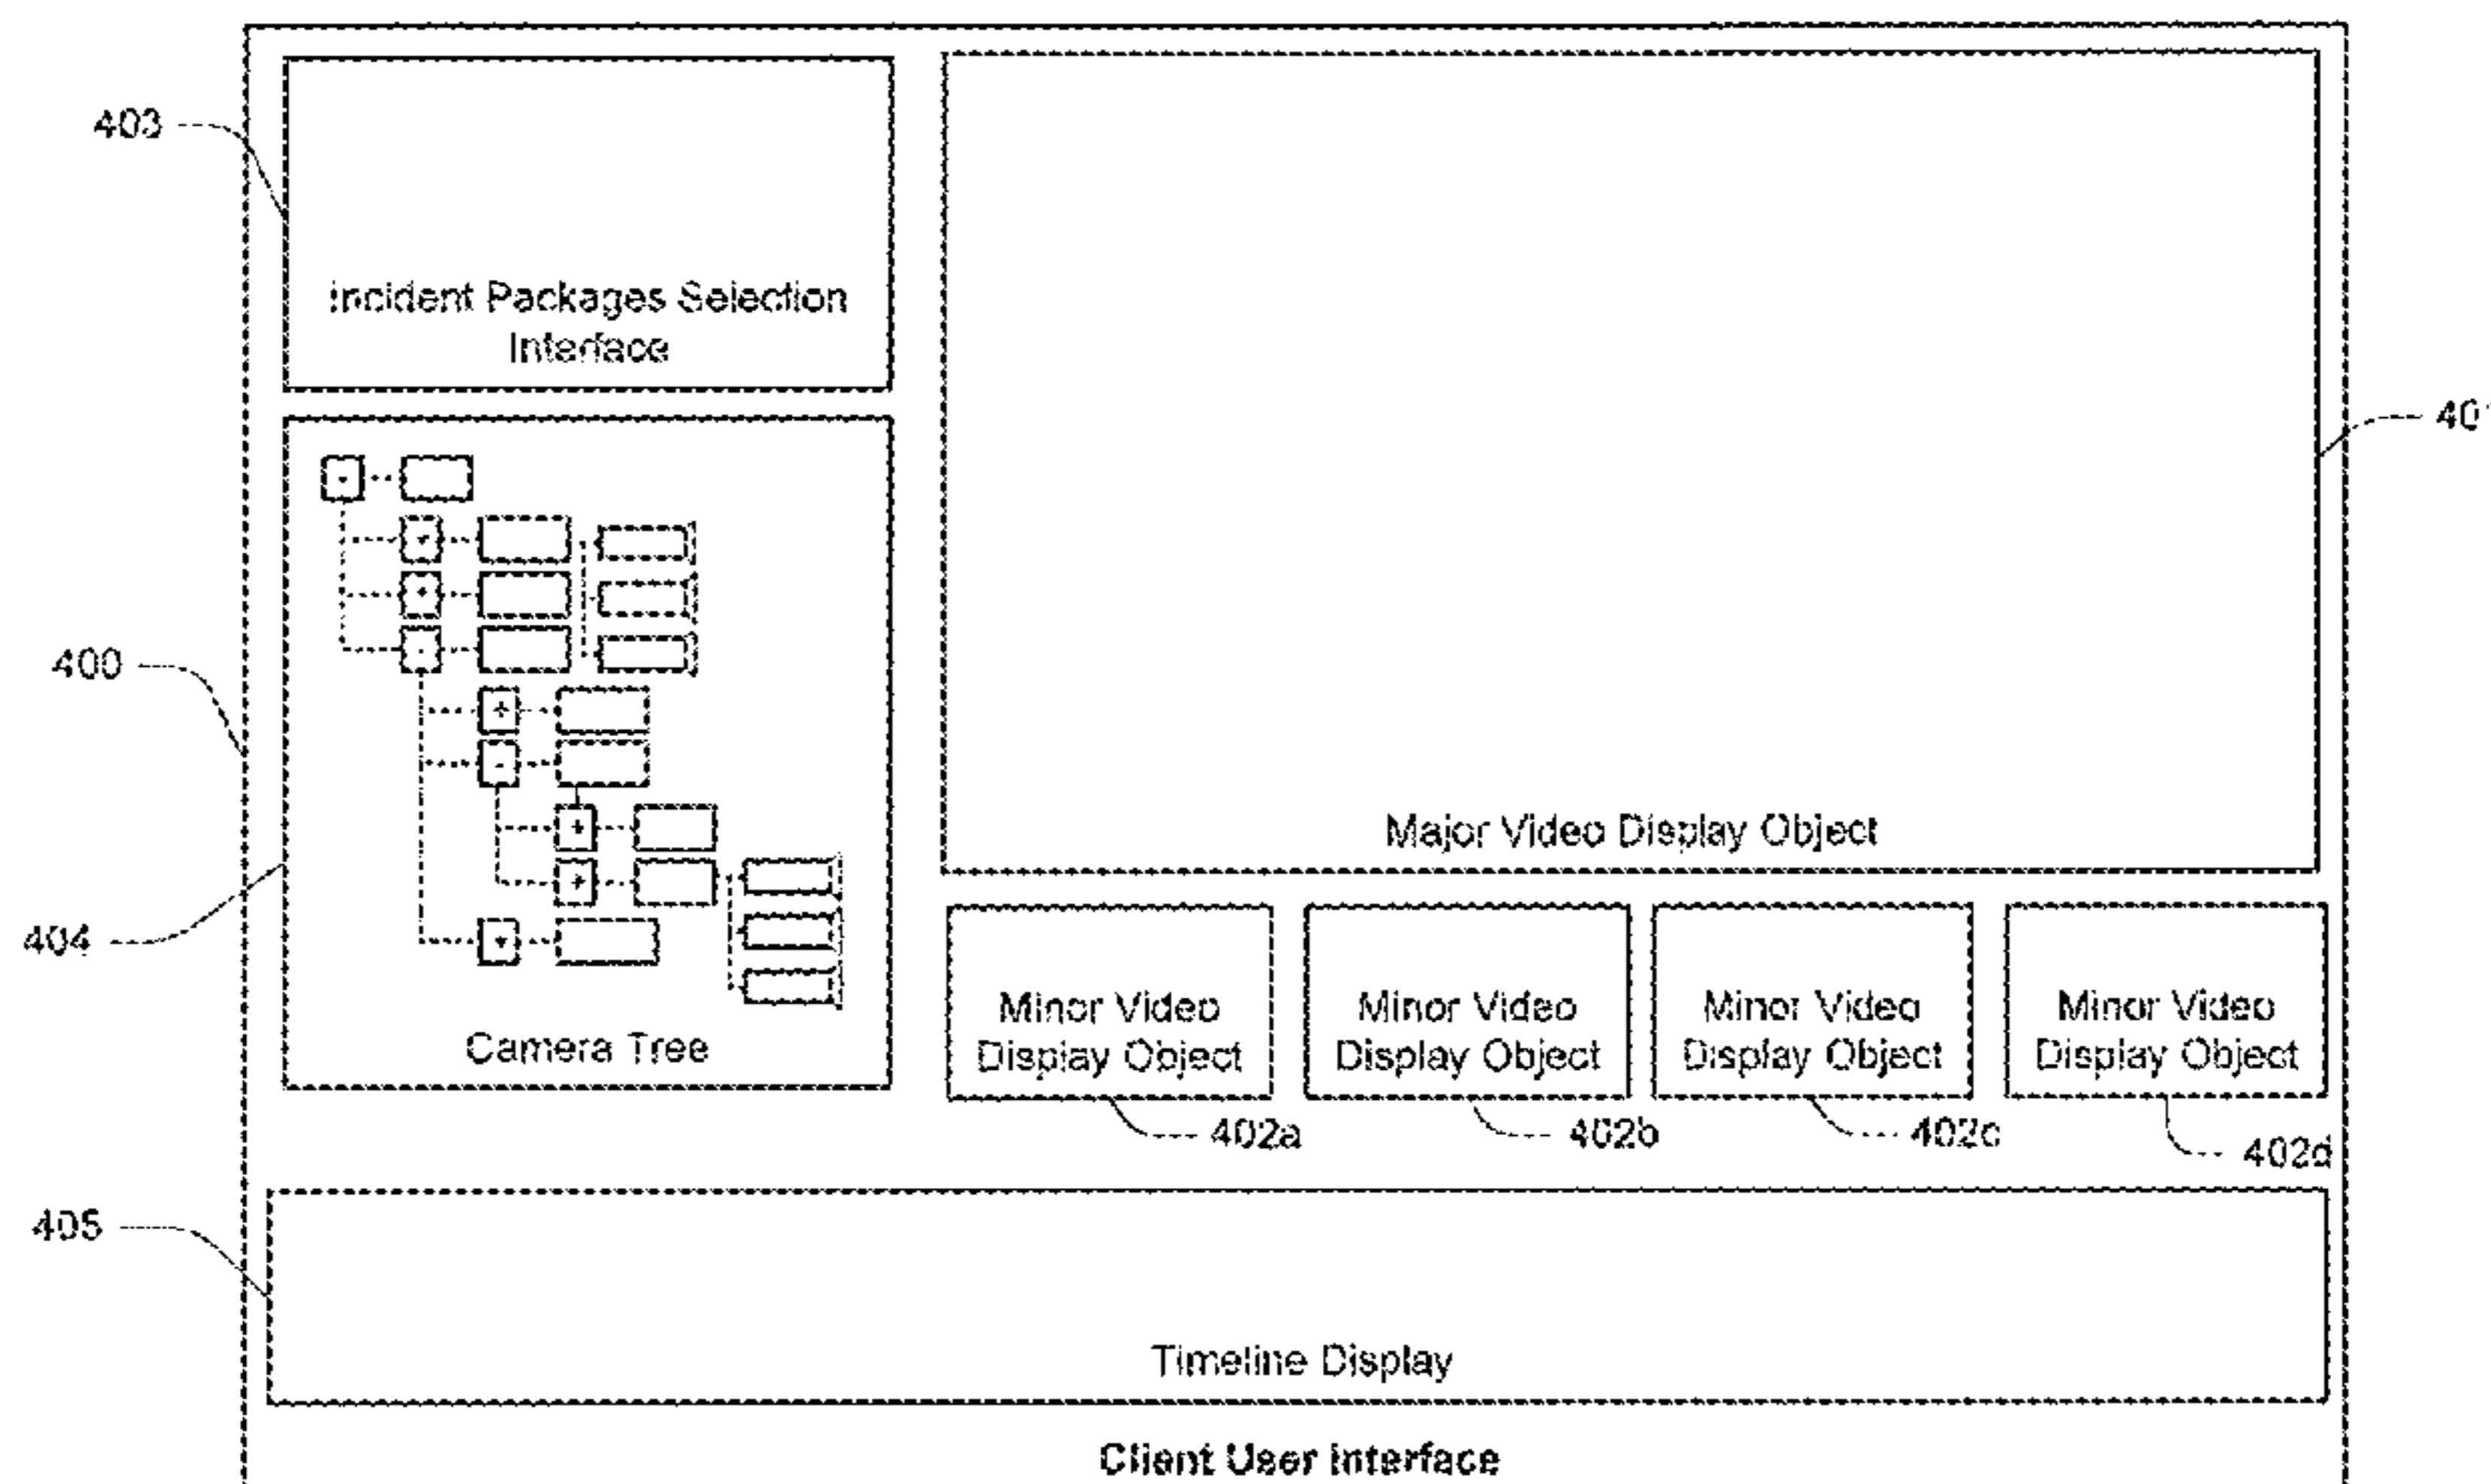 403
Incident Packages Selection
Interface
40
400
Major Video Display Object
404
Camera Tree
Minor Video
Display Object
Minor Video
Display Object
Minor Video
Display Object
Minor Video
Display Object
402a
402b
402c
402d
405
Timeline Display
Client User Interface